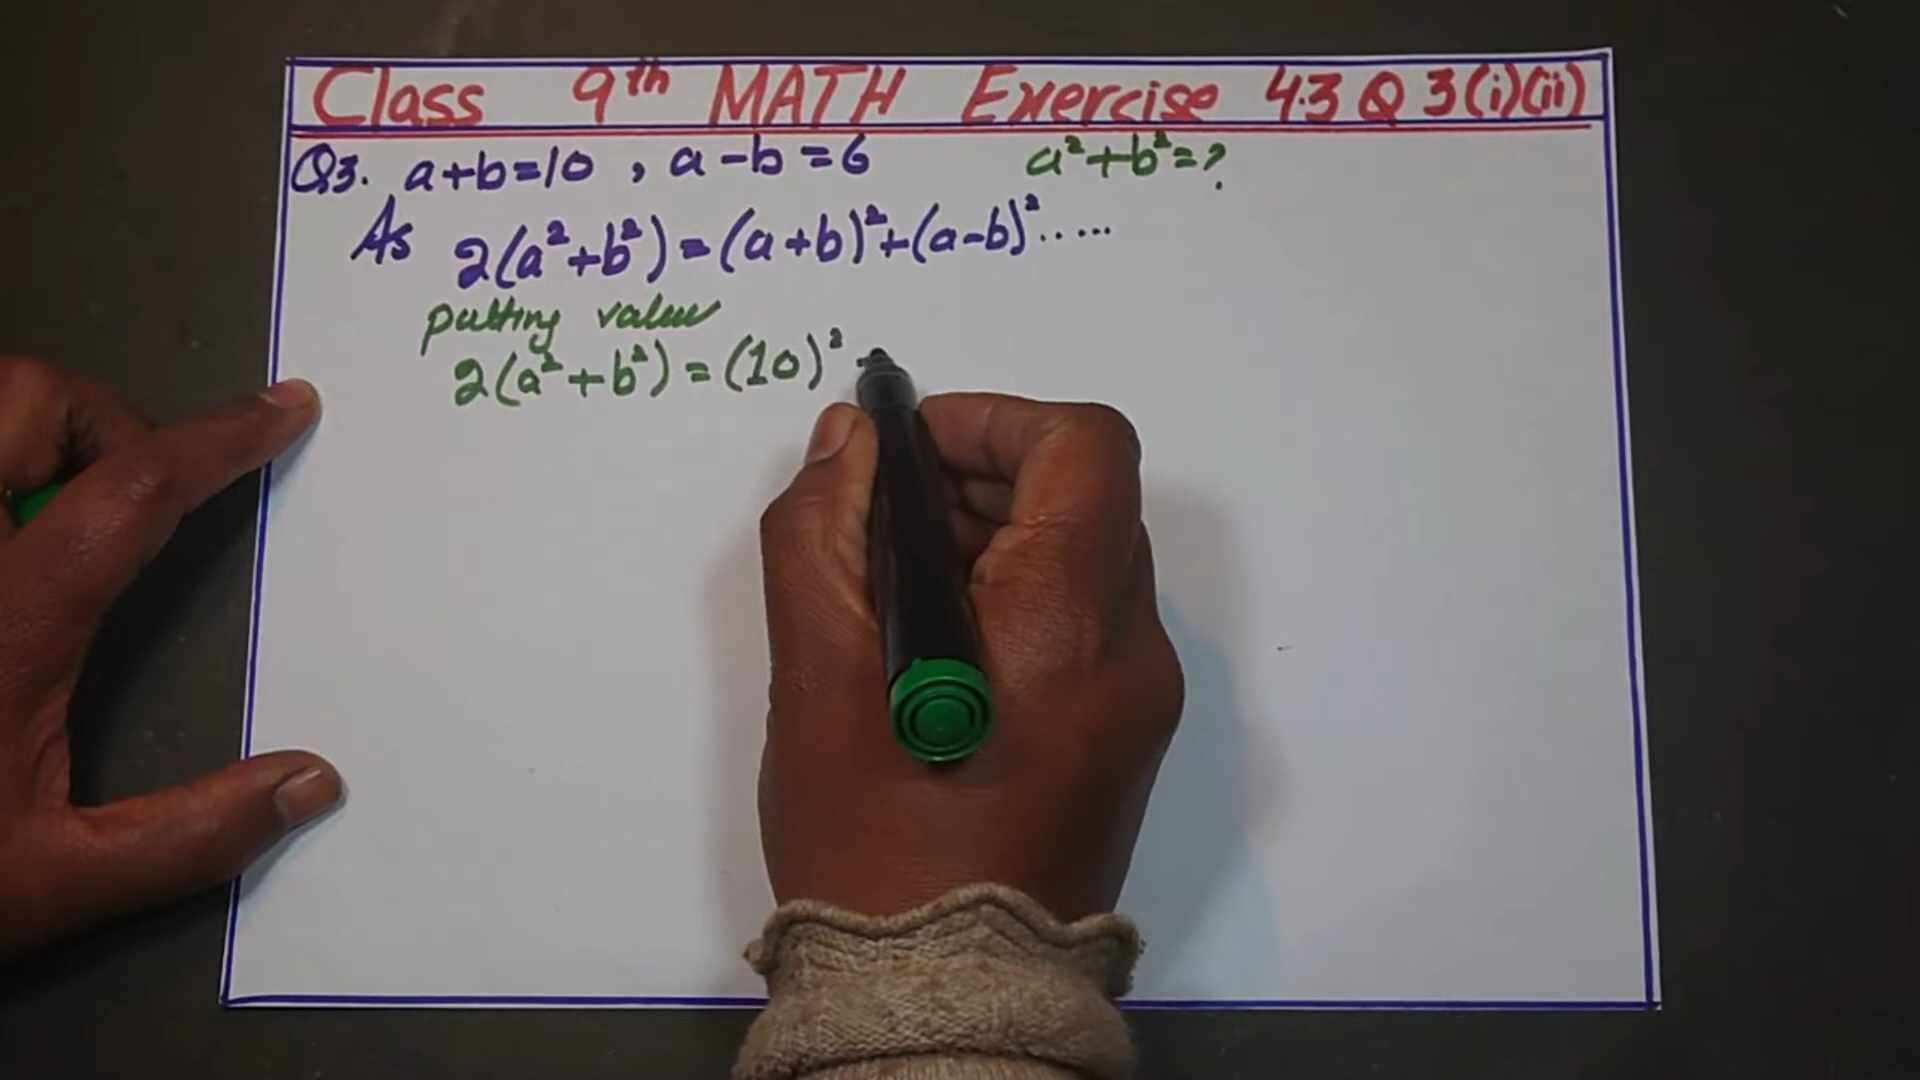 Class 9th MATH Exercise 4.3 Q 3(i)(ii)
Q3. a+b=10 , a-b=6 a²+b²=?
As 2(a²+b²)=(a+b)²+(a-b)².....
putting value
2(a²+b²)=(10)²